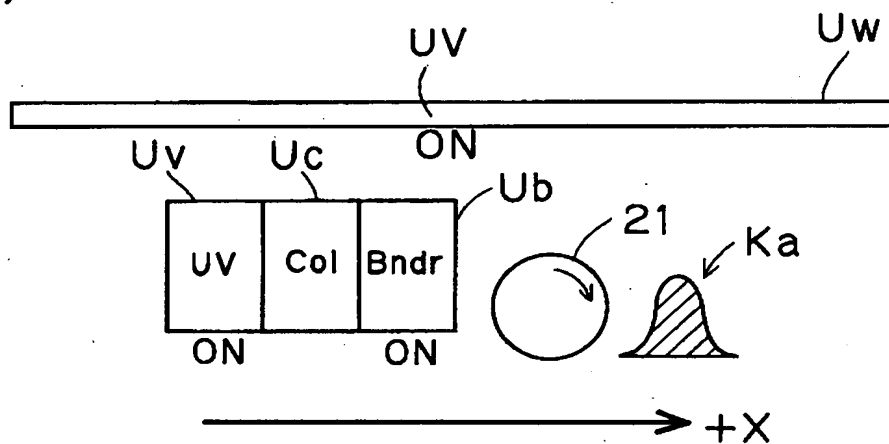 )
UV Uw
ON
Uv Uc Ub
UV Col Bndr 21 Ka
ON ON
+X